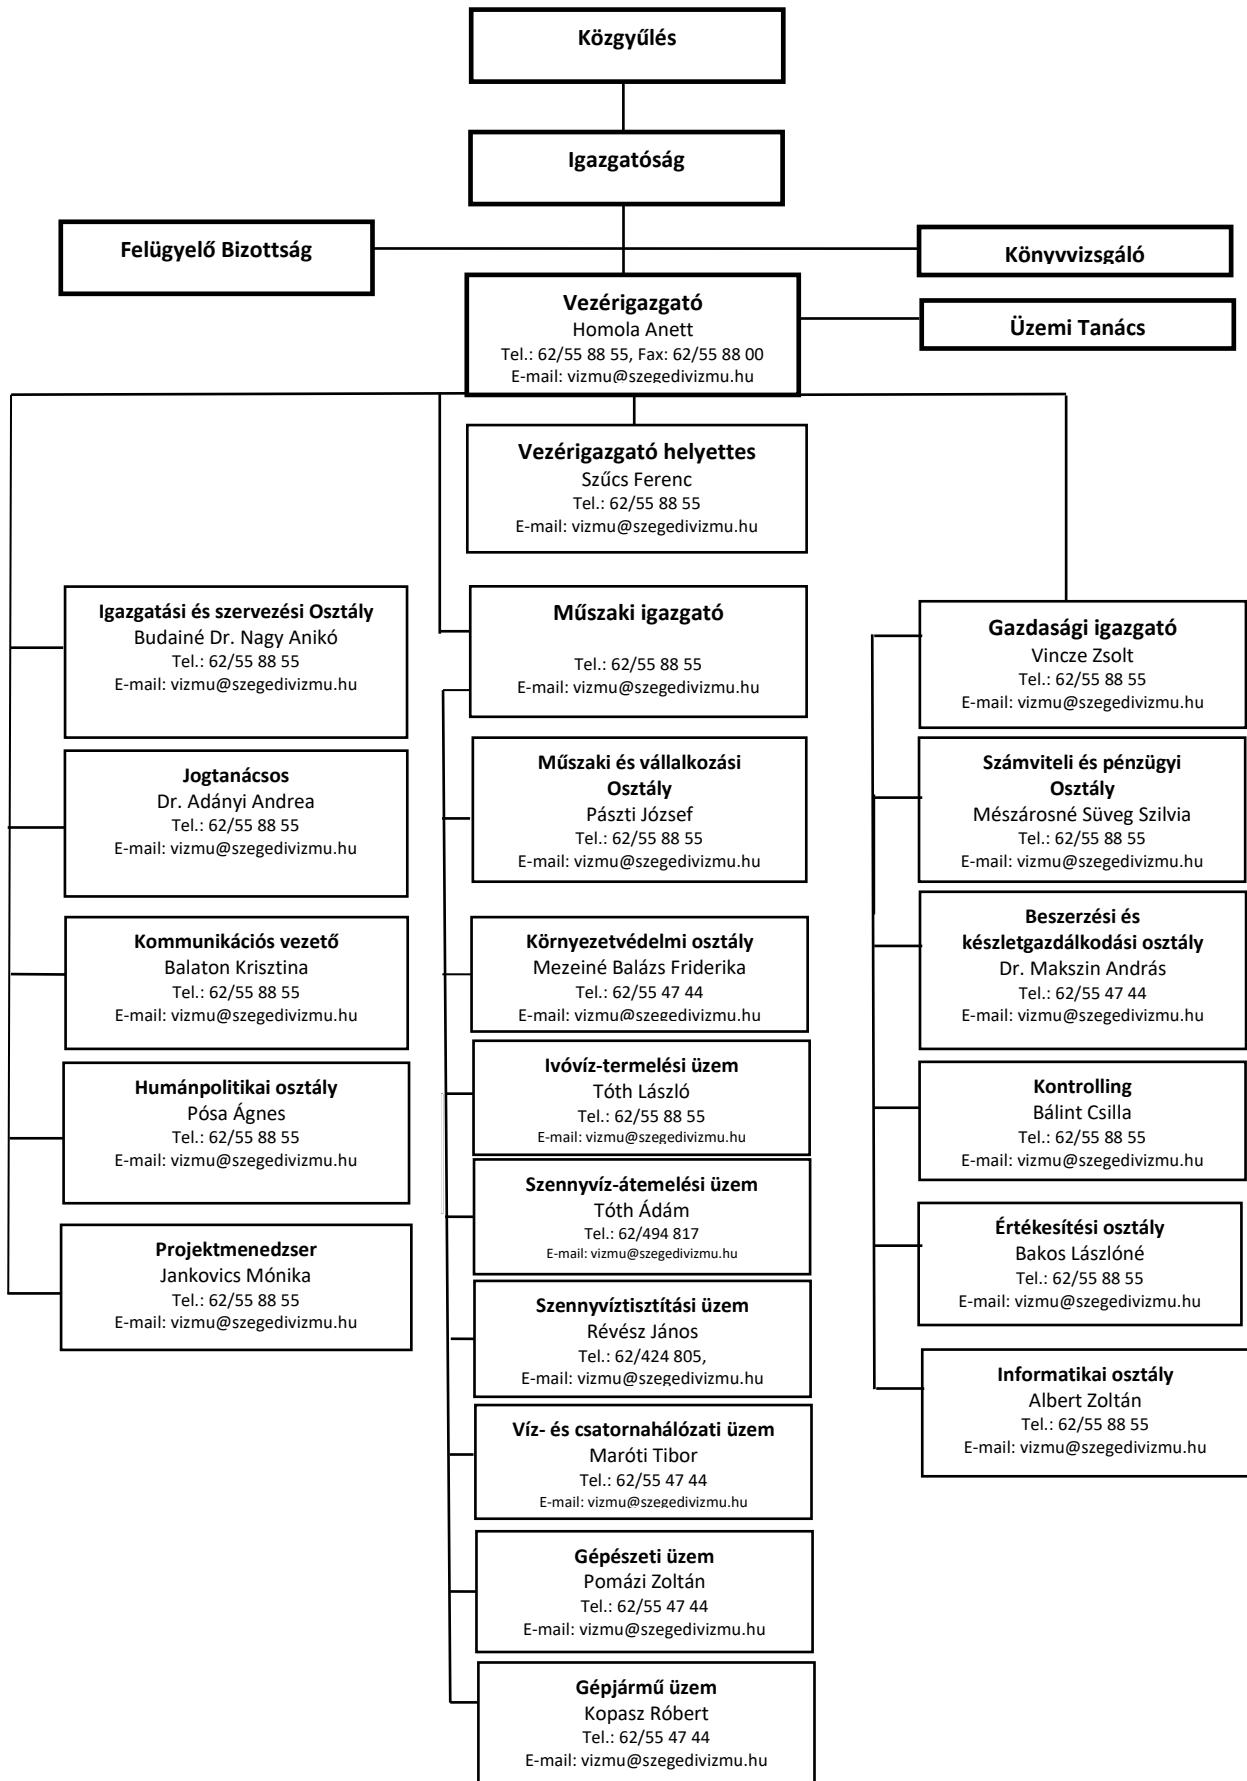 Közgyűlés
Igazgatóság
Felügyelő Bizottság
Könyvvizsgáló
Vezérigazgató
Homola Anett
Tel.: 62/55 88 55, Fax: 62/55 88 00
E-mail: vizmu@szegedivizmu.hu
Üzemi Tanács
Vezérigazgató helyettes
Szűcs Ferenc
Tel.: 62/55 88 55
E-mail: vizmu@szegedivizmu.hu
Igazgatási és szervezési Osztály
Budainé Dr. Nagy Anikó
Tel.: 62/55 88 55
E-mail: vizmu@szegedivizmu.hu
Jogtanácsos
Dr. Adányi Andrea
Tel.: 62/55 88 55
E-mail: vizmu@szegedivizmu.hu
Kommunikációs vezető
Balaton Krisztina
Tel.: 62/55 88 55
E-mail: vizmu@szegedivizmu.hu
Humánpolitikai osztály
Pósa Ágnes
Tel.: 62/55 88 55
E-mail: vizmu@szegedivizmu.hu
Projektmenedzser
Jankovics Mónika
Tel.: 62/55 88 55
E-mail: vizmu@szegedivizmu.hu
Műszaki igazgató
Tel.: 62/55 88 55
E-mail: vizmu@szegedivizmu.hu
Műszaki és vállalkozási
Osztály
Pászti József
Tel.: 62/55 88 55
E-mail: vizmu@szegedivizmu.hu
Környezetvédelmi osztály
Mezeiné Balázs Friderika
Tel.: 62/55 47 44
E-mail: vizmu@szegedivizmu.hu
Ivóvíz-termelési üzem
Tóth László
Tel.: 62/55 88 55
E-mail: vizmu@szegedivizmu.hu
Szennyvíz-átemelési üzem
Tóth Ádám
Tel.: 62/494 817
E-mail: vizmu@szegedivizmu.hu
Szennyvíztisztítási üzem
Révész János
Tel.: 62/424 805,
E-mail: vizmu@szegedivizmu.hu
Víz- és csatornahálózati üzem
Maróti Tibor
Tel.: 62/55 47 44
E-mail: vizmu@szegedivizmu.hu
Gépészeti üzem
Pomázi Zoltán
Tel.: 62/55 47 44
E-mail: vizmu@szegedivizmu.hu
Gépjármű üzem
Kopasz Róbert
Tel.: 62/55 47 44
E-mail: vizmu@szegedivizmu.hu
Gazdasági igazgató
Vincze Zsolt
Tel.: 62/55 88 55
E-mail: vizmu@szegedivizmu.hu
Számviteli és pénzügyi
Osztály
Mészárosné Süveg Szilvia
Tel.: 62/55 88 55
E-mail: vizmu@szegedivizmu.hu
Beszerzési és
készletgazdálkodási osztály
Dr. Makszin András
Tel.: 62/55 47 44
E-mail: vizmu@szegedivizmu.hu
Kontrolling
Bálint Csilla
Tel.: 62/55 88 55
E-mail: vizmu@szegedivizmu.hu
Értékesítési osztály
Bakos Lászlóné
Tel.: 62/55 88 55
E-mail: vizmu@szegedivizmu.hu
Informatikai osztály
Albert Zoltán
Tel.: 62/55 88 55
E-mail: vizmu@szegedivizmu.hu